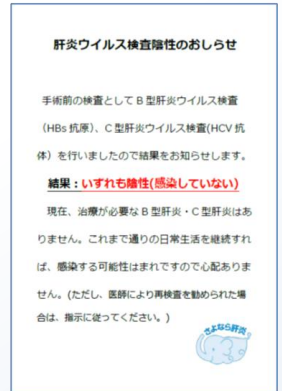 肝炎ウイルス検査陰性のおしらせ
手術前の検査としてB型肝炎ウイルス検査
（HBs 抗原）、C型肝炎ウイルス検査(HCV 抗
体）を行いましたので結果をお知らせします。
結果：いずれも陰性(感染していない)
現在、治療が必要なB型肝炎・C型肝炎はあ
りません。これまで通りの日常生活を継続すれ
ば、感染する可能性はまれですので心配ありま
せん。(ただし、医師により再検査を勧められた場
合は、指示に従ってください。)
さよなら肝炎